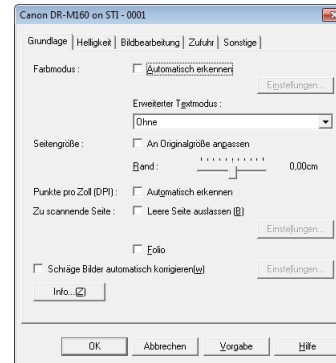 Canon DR-M160 on STI - 0001
Grundlage Helligkeit Bildbearbeitung Zufuhr Sonstige
Farbmodus : Automatisch erkennen
Einstellungen...
Erweiterter Textmodus :
Ohne
Seitengröße : An Originalgröße anpassen
Rand : 0,00cm
Punkte pro Zoll (DPI) : Automatisch erkennen
Zu scannende Seite : Leere Seite auslassen (B)
Einstellungen...
Folio
Schräge Bilder automatisch korrigieren(w) Einstellungen...
Info...(Z)
OK Abbrechen Vorgabe Hilfe